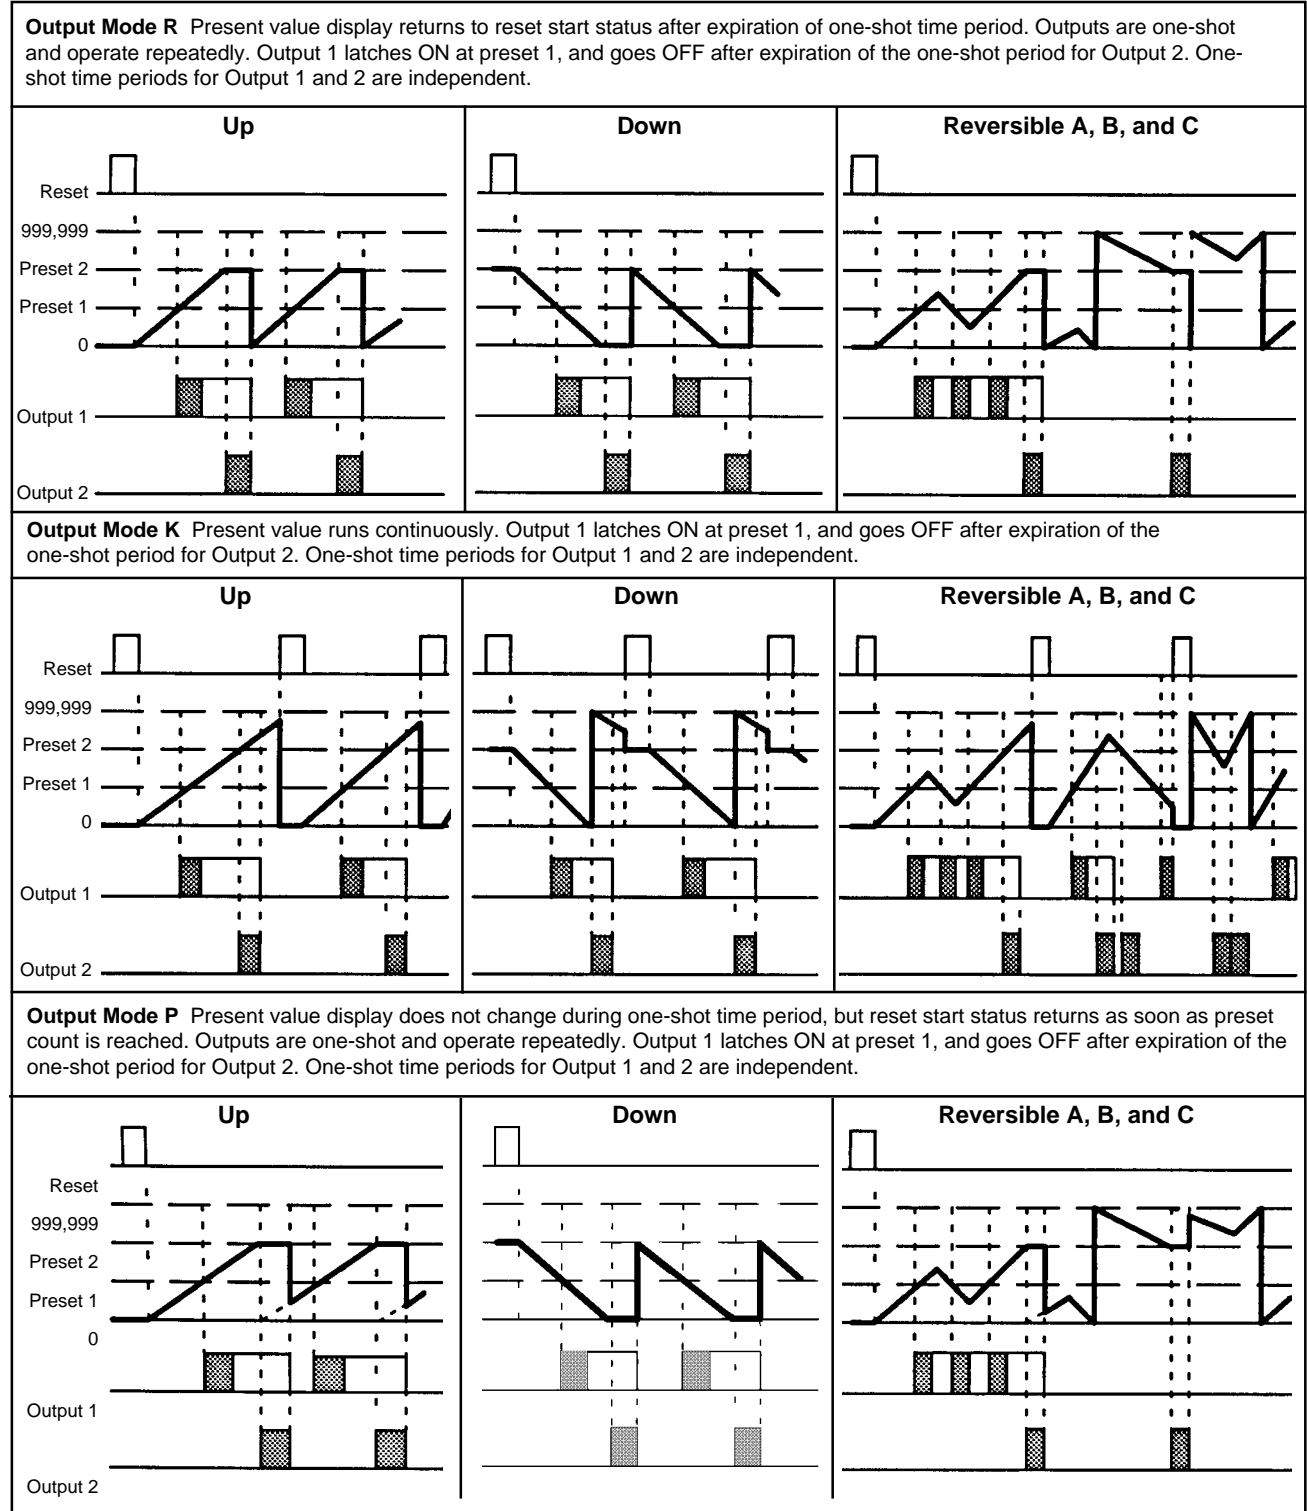 Output Mode R  Present value display returns to reset start status after expiration of one-shot time period. Outputs are one-shot
and operate repeatedly. Output 1 latches ON at preset 1, and goes OFF after expiration of the one-shot period for Output 2. One-
shot time periods for Output 1 and 2 are independent.
Up
Down
Reversible A, B, and C
Reset
999,999
Preset 2
Preset 1
0
Output 1
Output 2
Output Mode K  Present value runs continuously. Output 1 latches ON at preset 1, and goes OFF after expiration of the
one-shot period for Output 2. One-shot time periods for Output 1 and 2 are independent.
Up
Down
Reversible A, B, and C
Reset
999,999
Preset 2
Preset 1
0
Output 1
Output 2
Output Mode P  Present value display does not change during one-shot time period, but reset start status returns as soon as preset
count is reached. Outputs are one-shot and operate repeatedly. Output 1 latches ON at preset 1, and goes OFF after expiration of the
one-shot period for Output 2. One-shot time periods for Output 1 and 2 are independent.
Up
Down
Reversible A, B, and C
Reset
999,999
Preset 2
Preset 1
0
Output 1
Output 2